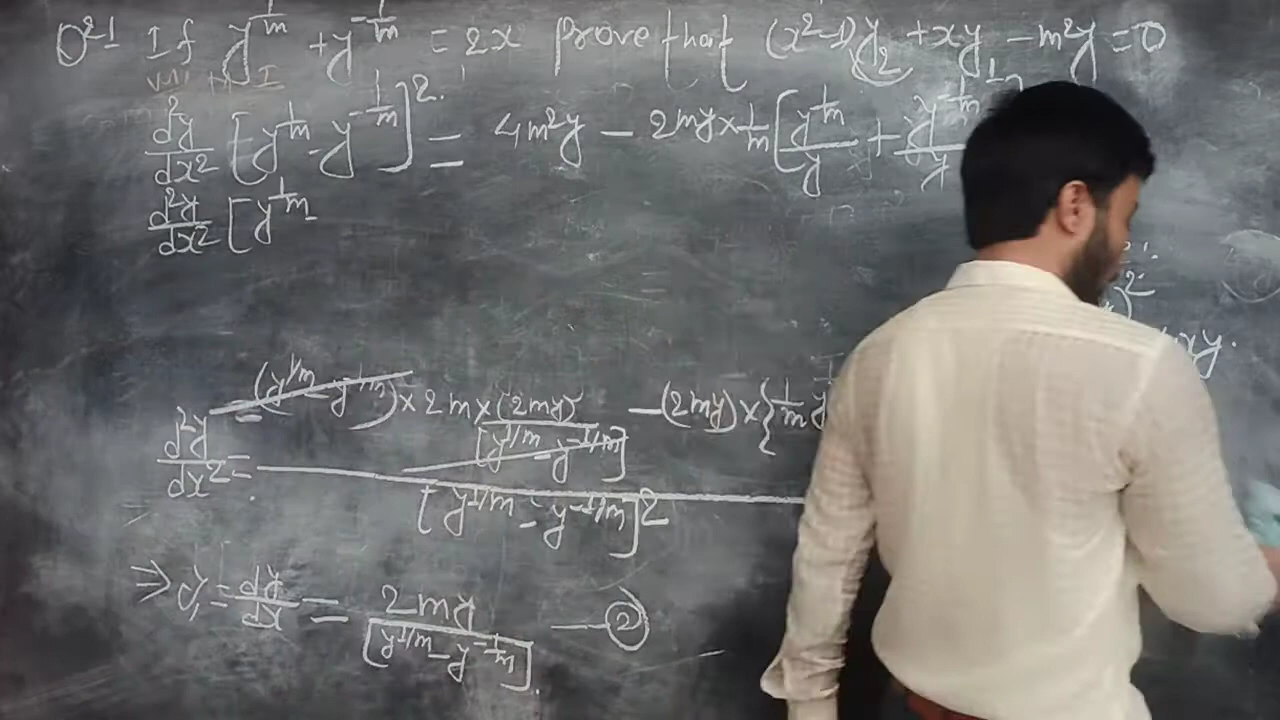 Q21 If y^{1/m} + y^{-1/m} = 2x prove that (x²-1)y₂ + xy₁ - m²y = 0
d²y/dx² [y^{1/m} - y^{-1/m}]² = 4m²y - 2my × 1/m [y^{1/m}/y + y^{-1/m}/y
d²y/dx² [y^{1/m}
d²y/dx² = (y^{1/m} - y^{-1/m}) × 2m × (2my)/[y^{1/m} - y^{-1/m}] - (2my) × {1/m y
[y^{1/m} - y^{-1/m}]²
⇒ y₁ = dy/dx = 2my/[y^{1/m} - y^{-1/m}] — ②